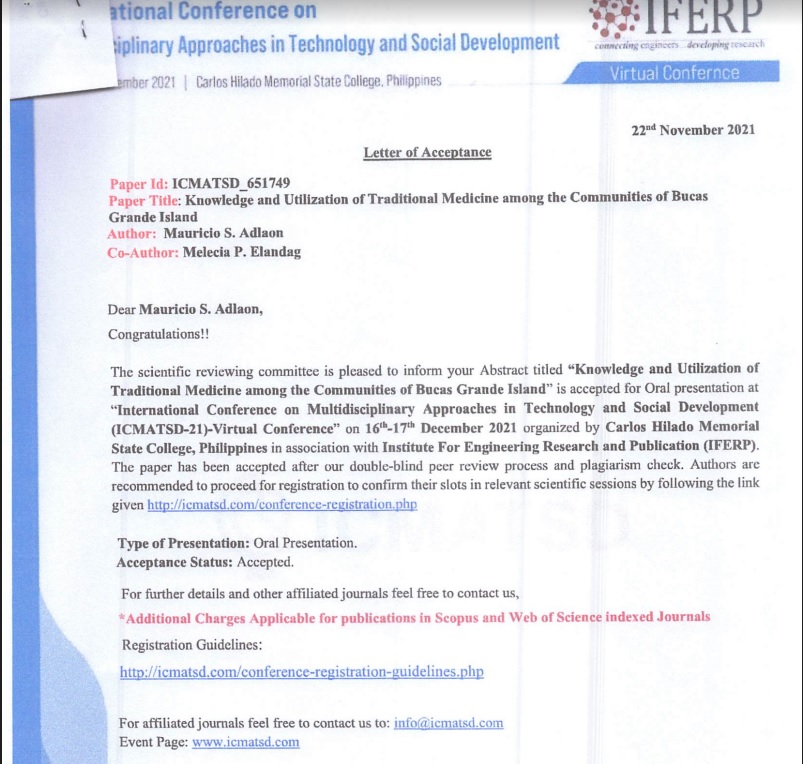 ational Conference on
iplinary Approaches in Technology and Social Development
ember 2021 | Carlos Hilado Memorial State College, Philippines
IFERP
connecting engineers...developing research
Virtual Confernce
22nd November 2021
Letter of Acceptance
Paper Id: ICMATSD_651749
Paper Title: Knowledge and Utilization of Traditional Medicine among the Communities of Bucas
Grande Island
Author: Mauricio S. Adlaon
Co-Author: Melecia P. Elandag
Dear Mauricio S. Adlaon,
Congratulations!!
The scientific reviewing committee is pleased to inform your Abstract titled “Knowledge and Utilization of
Traditional Medicine among the Communities of Bucas Grande Island” is accepted for Oral presentation at
“International Conference on Multidisciplinary Approaches in Technology and Social Development
(ICMATSD-21)-Virtual Conference” on 16th-17th December 2021 organized by Carlos Hilado Memorial
State College, Philippines in association with Institute For Engineering Research and Publication (IFERP).
The paper has been accepted after our double-blind peer review process and plagiarism check. Authors are
recommended to proceed for registration to confirm their slots in relevant scientific sessions by following the link
given http://icmatsd.com/conference-registration.php
Type of Presentation: Oral Presentation.
Acceptance Status: Accepted.
For further details and other affiliated journals feel free to contact us,
*Additional Charges Applicable for publications in Scopus and Web of Science indexed Journals
Registration Guidelines:
http://icmatsd.com/conference-registration-guidelines.php
For affiliated journals feel free to contact us to: info@icmatsd.com
Event Page: www.icmatsd.com